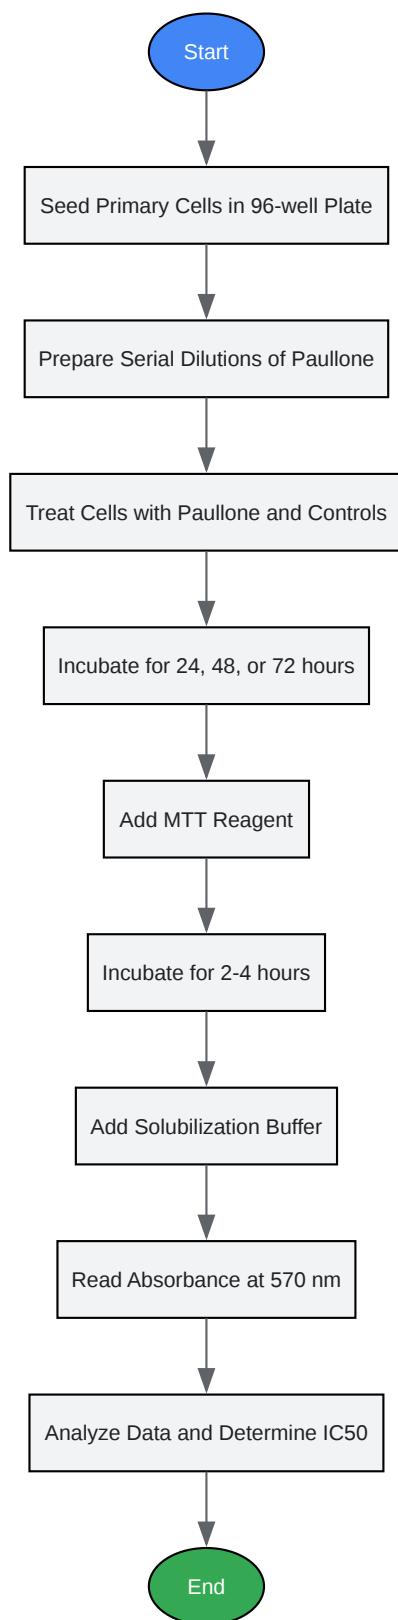 Start
Seed Primary Cells in 96-well Plate
Prepare Serial Dilutions of Paullone
Treat Cells with Paullone and Controls
Incubate for 24, 48, or 72 hours
Add MTT Reagent
Incubate for 2-4 hours
Add Solubilization Buffer
Read Absorbance at 570 nm
Analyze Data and Determine IC50
End